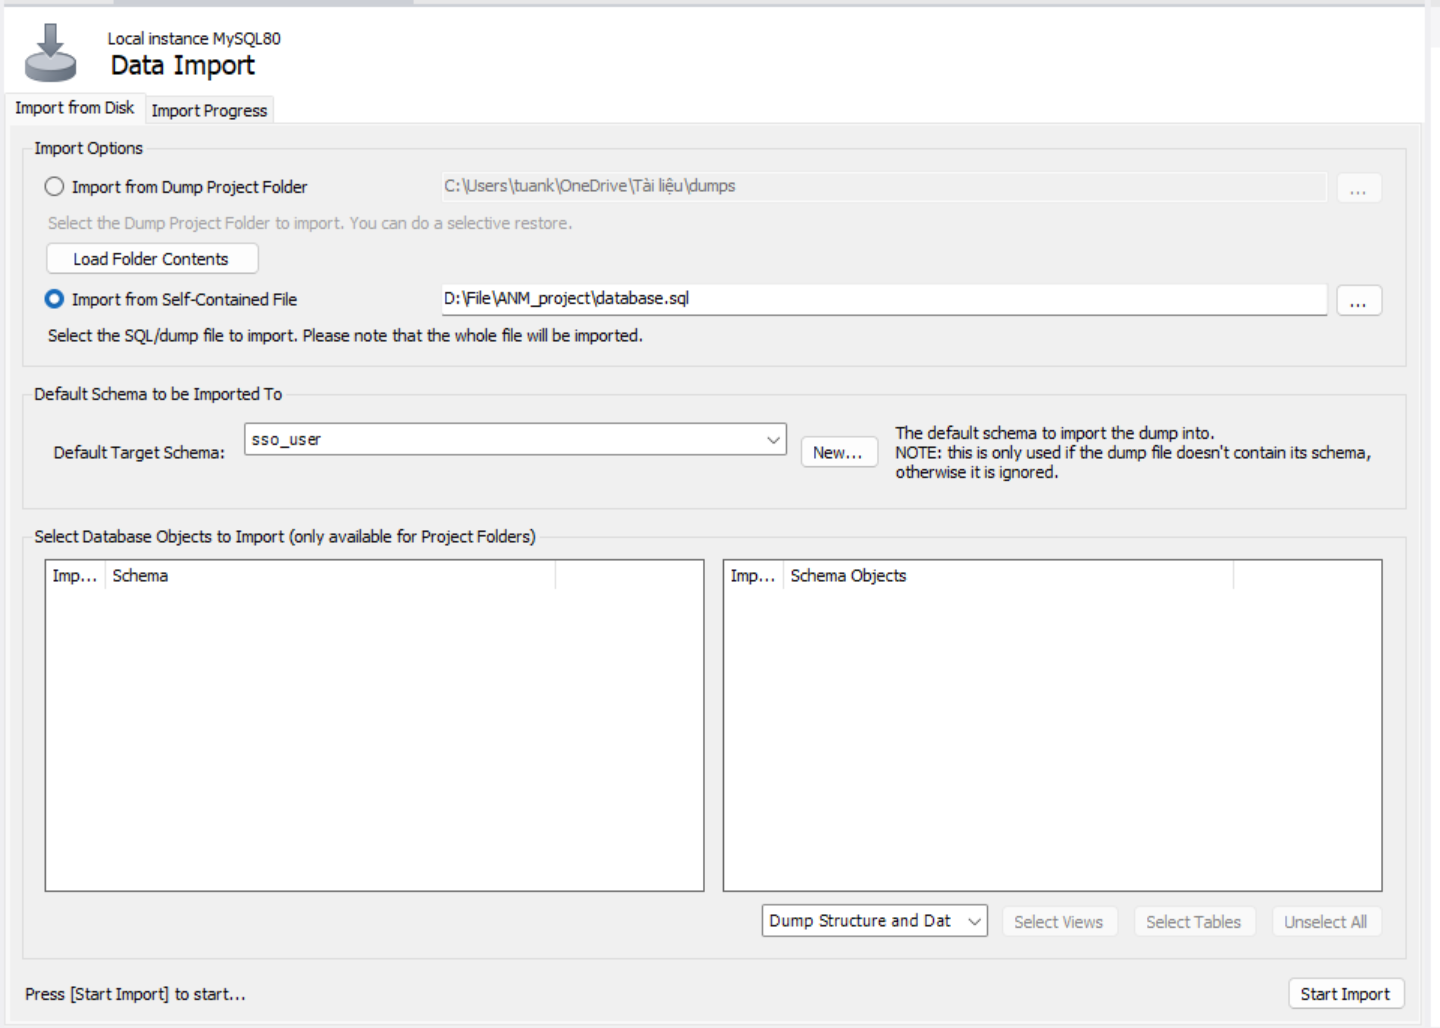 Local instance MySQL80
Data Import
Import from Disk
Import Progress
Import Options
Import from Dump Project Folder
C:\Users\tuank\OneDrive\Tài liệu\dumps
...
Select the Dump Project Folder to import. You can do a selective restore.
Load Folder Contents
Import from Self-Contained File
D:\File\ANM_project\database.sql
...
Select the SQL/dump file to import. Please note that the whole file will be imported.
Default Schema to be Imported To
Default Target Schema:
sso_user
New...
The default schema to import the dump into.
NOTE: this is only used if the dump file doesn't contain its schema,
otherwise it is ignored.
Select Database Objects to Import (only available for Project Folders)
Imp... Schema
Imp... Schema Objects
Dump Structure and Dat
Select Views
Select Tables
Unselect All
Press [Start Import] to start...
Start Import